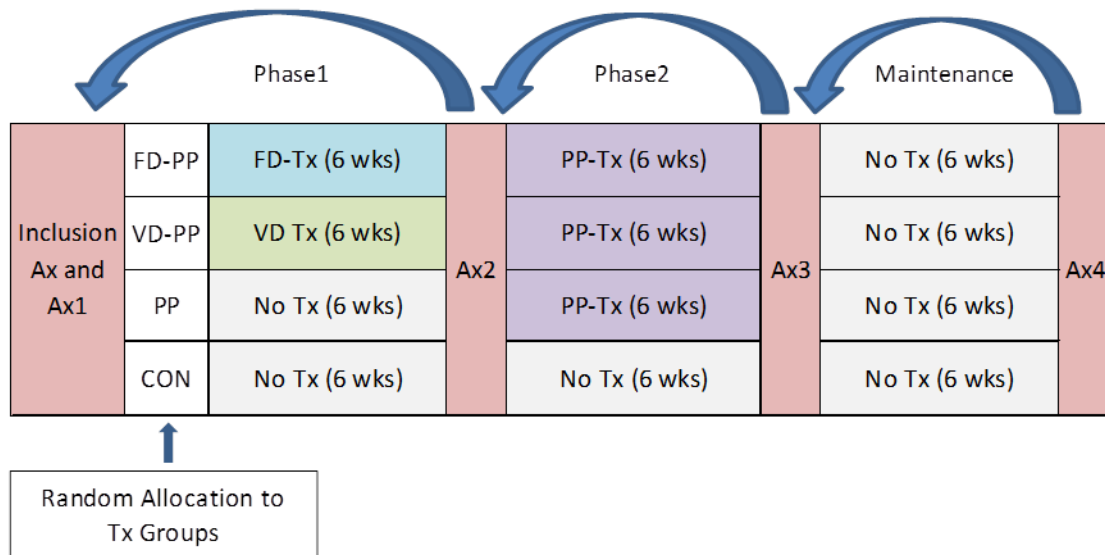 Phase1
Phase2
Maintenance
Inclusion
Ax and
Ax1
FD-PP
FD-Tx (6 wks)
Ax2
PP-Tx (6 wks)
Ax3
No Tx (6 wks)
Ax4
VD-PP
VD Tx (6 wks)
PP-Tx (6 wks)
No Tx (6 wks)
PP
No Tx (6 wks)
PP-Tx (6 wks)
No Tx (6 wks)
CON
No Tx (6 wks)
No Tx (6 wks)
No Tx (6 wks)
Random Allocation to
Tx Groups